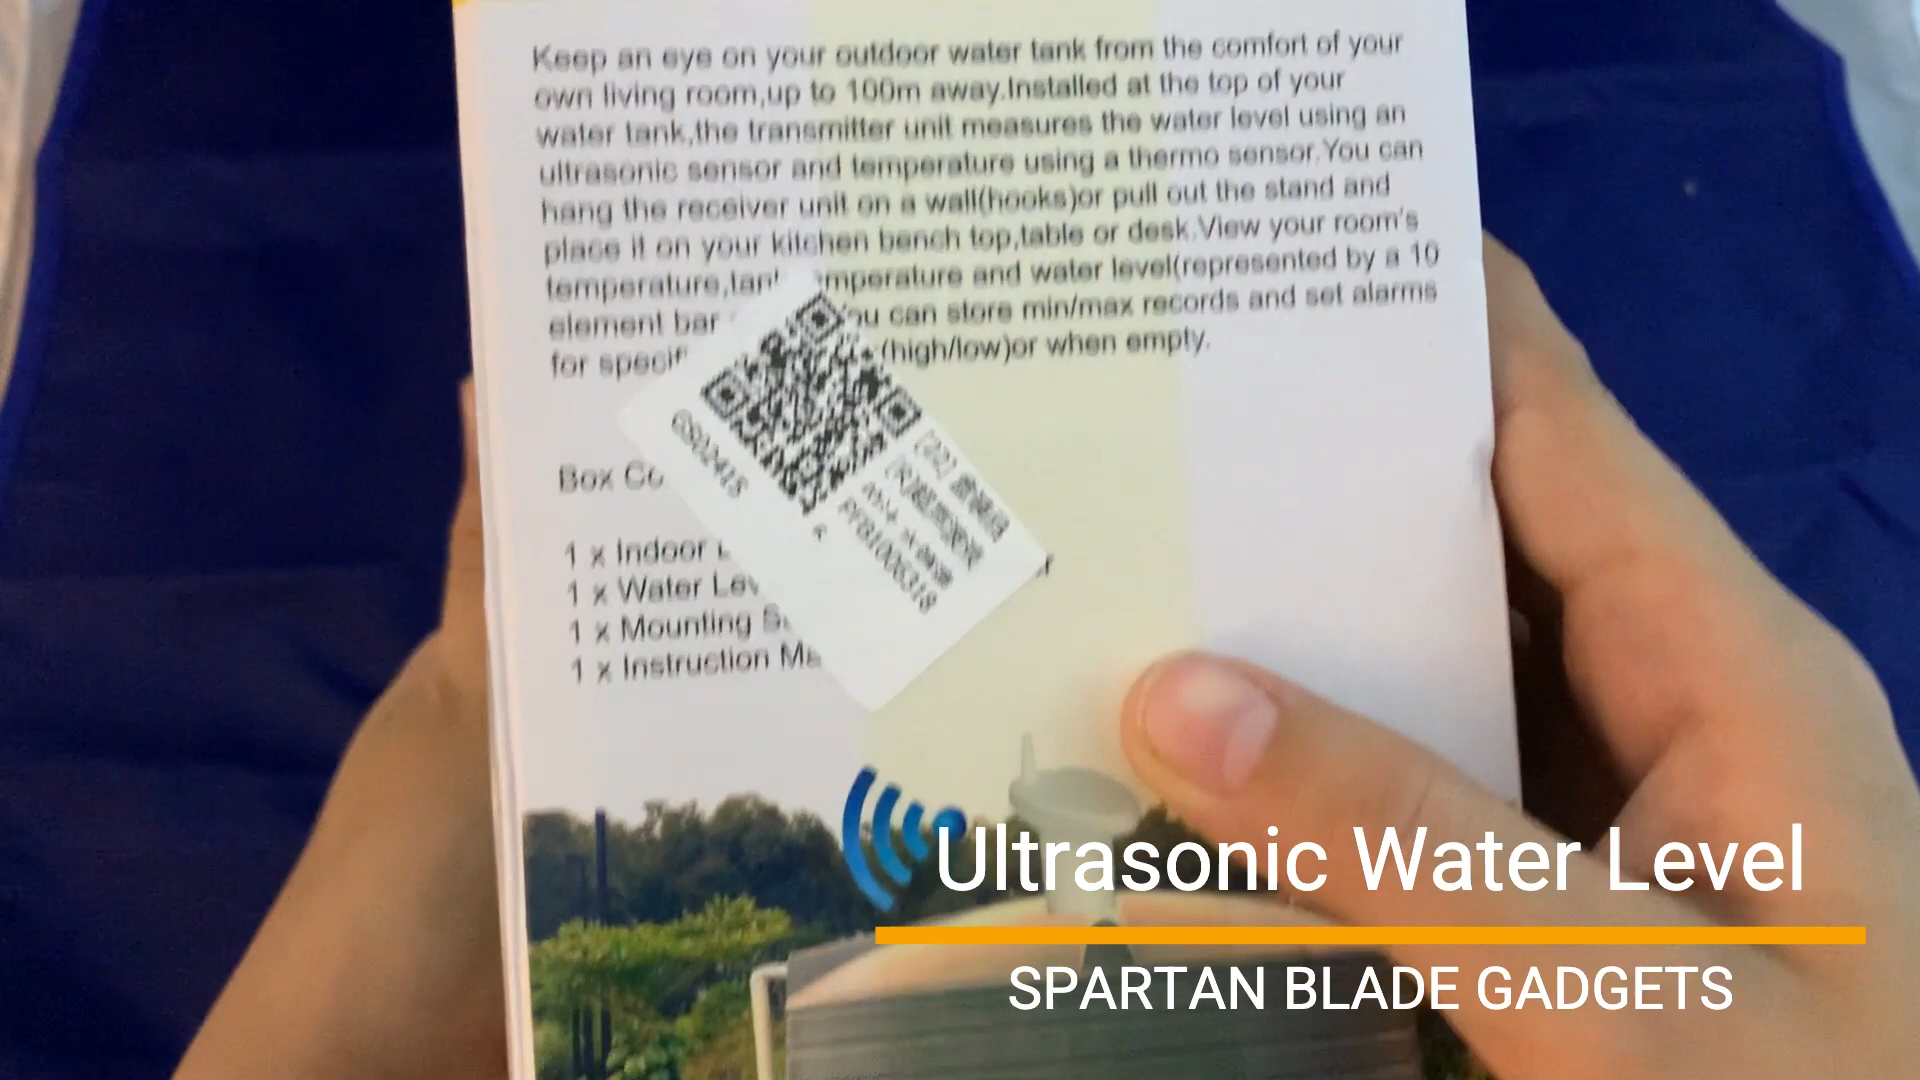 Keep an eye on your outdoor water tank from the comfort of your
own living room,up to 100m away.Installed at the top of your
water tank,the transmitter unit measures the water level using an
ultrasonic sensor and temperature using a thermo sensor.You can
hang the receiver unit on a wall(hooks)or pull out the stand and
place it on your kitchen bench top,table or desk.View your room's
temperature, and water level(represented by a 10
element bar can store min/max records and set alarms
for (high/low)or when empty.
Box
1 x Indoor
1 x Water
1 x Mounting
1 x Instruction
6S02415
PFB1006318
Ultrasonic Water Level
SPARTAN BLADE GADGETS